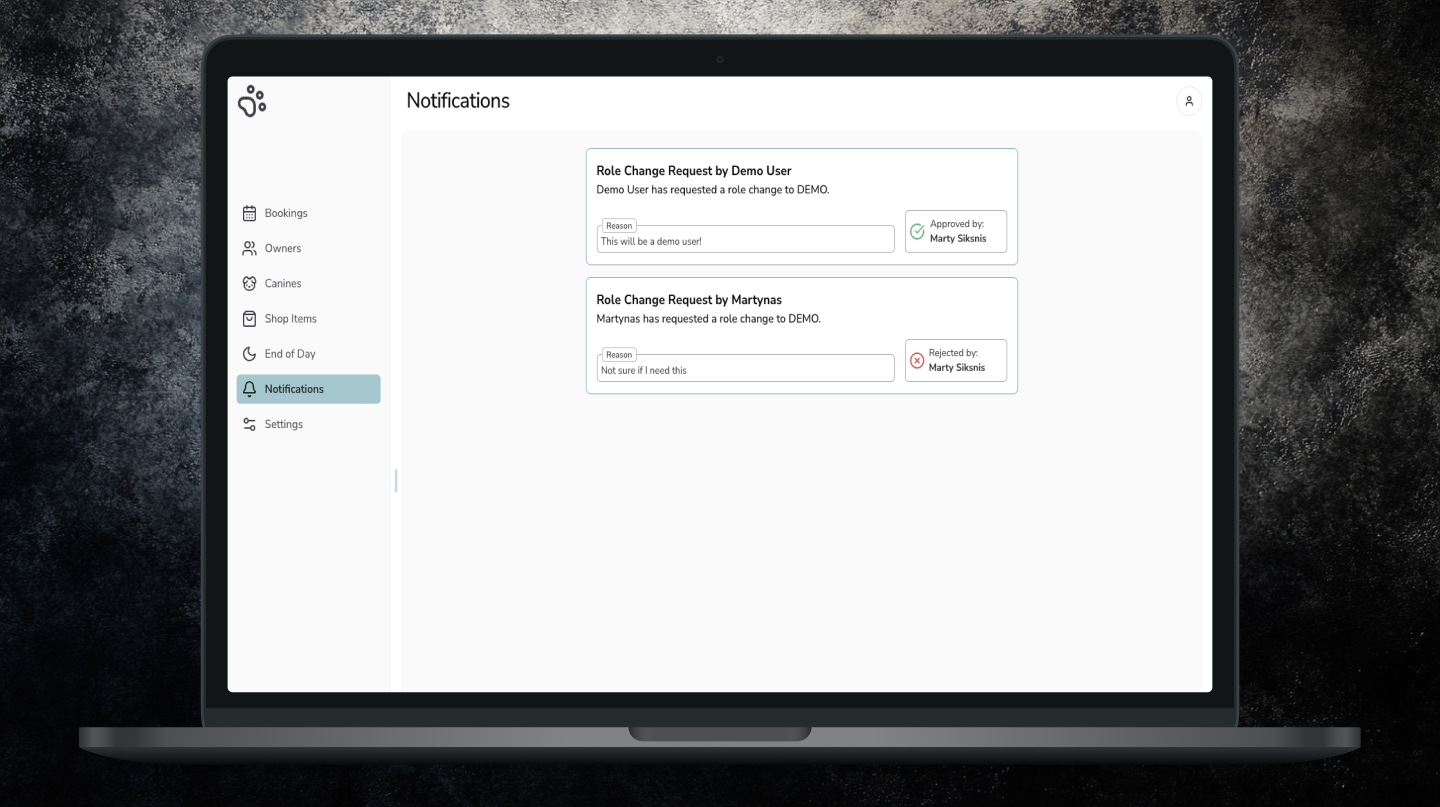 Notifications
Bookings
Owners
Canines
Shop Items
End of Day
Notifications
Settings
Role Change Request by Demo User
Demo User has requested a role change to DEMO.
Reason
This will be a demo user!
Approved by:
Marty Siksnis
Role Change Request by Martynas
Martynas has requested a role change to DEMO.
Reason
Not sure if I need this
Rejected by:
Marty Siksnis